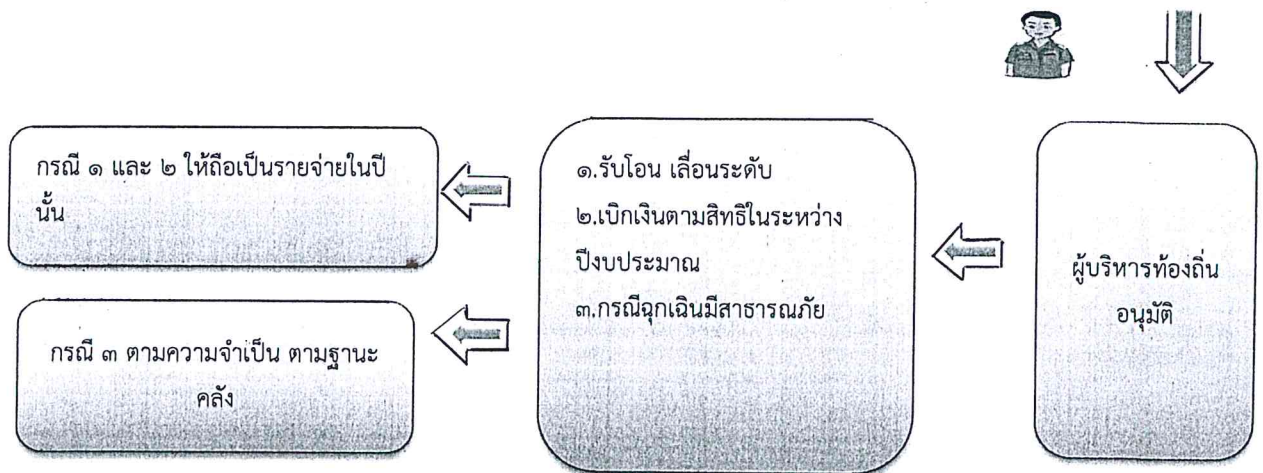 กรณี ๑ และ ๒ ให้ถือเป็นรายจ่ายในปี
นั้น
กรณี ๓ ตามความจำเป็น ตามฐานะ
คลัง
๑.รับโอน เลื่อนระดับ
๒.เบิกเงินตามสิทธิในระหว่าง
ปีงบประมาณ
๓.กรณีฉุกเฉินมีสาธารณภัย
ผู้บริหารท้องถิ่น
อนุมัติ